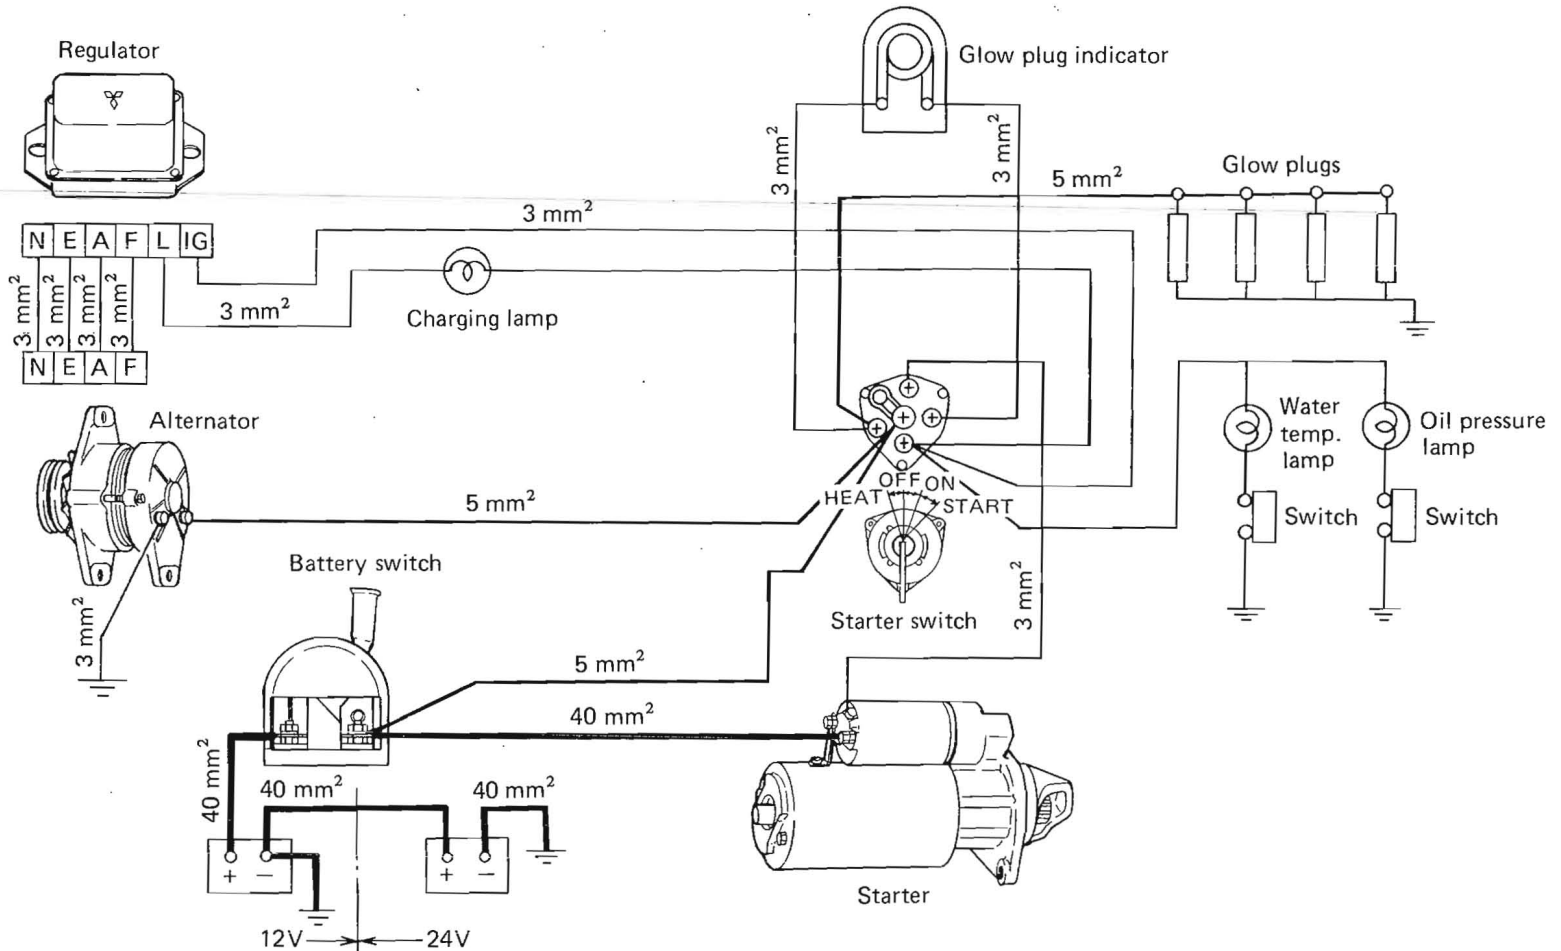 Regulator
Glow plug indicator
3 mm²
3 mm²
5 mm²
Glow plugs
3 mm²
N E A F L IG
3 mm²
3 mm²
3 mm²
3 mm²
3 mm²
Charging lamp
N E A F
Alternator
Water
temp.
lamp
Oil pressure
lamp
5 mm²
HEAT
OFF
ON
START
Switch
Switch
3 mm²
Battery switch
Starter switch
3 mm²
5 mm²
40 mm²
40 mm²
40 mm²
40 mm²
+ −
+ −
Starter
12V
24V